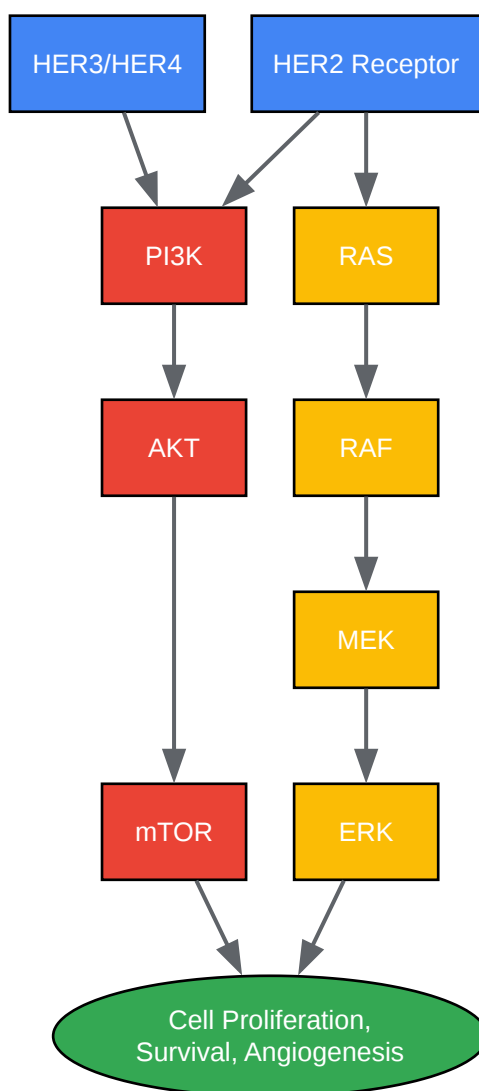 HER3/HER4
HER2 Receptor
PI3K
RAS
AKT
RAF
MEK
mTOR
ERK
Cell Proliferation,
Survival, Angiogenesis